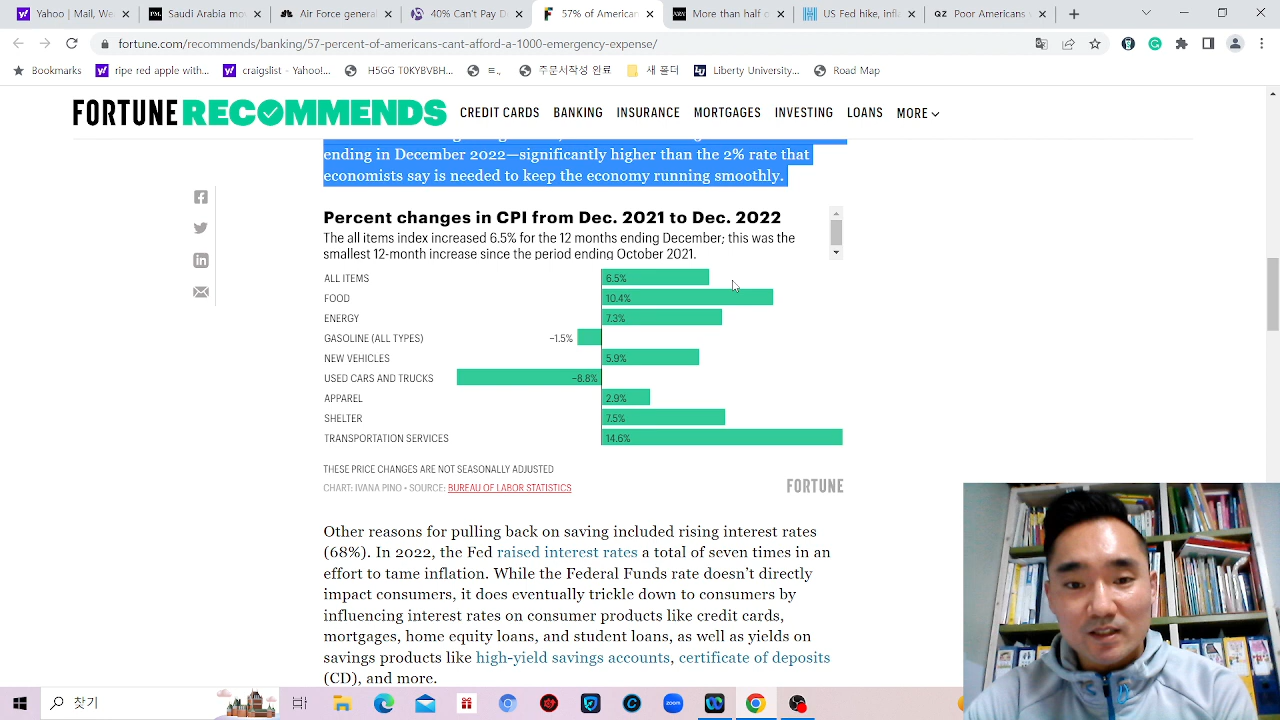 Yahoo | Mail, We
Recommend
Air Force general
40% can't pay
57% of American
More than half o
US Fed hike, Infl
Poor Americans s
fortune.com/recommends/banking/57-percent-of-americans-cant-afford-a-1000-emergency-expense/
Bookmarks
ripe red apple with...
craigslist - Yahoo...
H5GG TOKYBVBH...
트.,
주문서작성 인료
새 폴더
Liberty University...
Road Map
FORTUNE RECOMMENDS
CREDIT CARDS
BANKING
INSURANCE
MORTGAGES
INVESTING
LOANS
MORE
ending in December 2022—significantly higher than the 2% rate that
economists say is needed to keep the economy running smoothly.
Percent changes in CPI from Dec. 2021 to Dec. 2022
The all items index increased 6.5% for the 12 months ending December; this was the
smallest 12-month increase since the period ending October 2021.
ALL ITEMS 6.5%
FOOD 10.4%
ENERGY 7.3%
GASOLINE (ALL TYPES) −1.5%
NEW VEHICLES 5.9%
USED CARS AND TRUCKS −8.8%
APPAREL 2.9%
SHELTER 7.5%
TRANSPORTATION SERVICES 14.6%
THESE PRICE CHANGES ARE NOT SEASONALLY ADJUSTED
CHART: IVANA PINO • SOURCE: BUREAU OF LABOR STATISTICS
FORTUNE
Other reasons for pulling back on saving included rising interest rates
(68%). In 2022, the Fed raised interest rates a total of seven times in an
effort to tame inflation. While the Federal Funds rate doesn't directly
impact consumers, it does eventually trickle down to consumers by
influencing interest rates on consumer products like credit cards,
mortgages, home equity loans, and student loans, as well as yields on
savings products like high-yield savings accounts, certificate of deposits
(CD), and more.
찾기
zoom